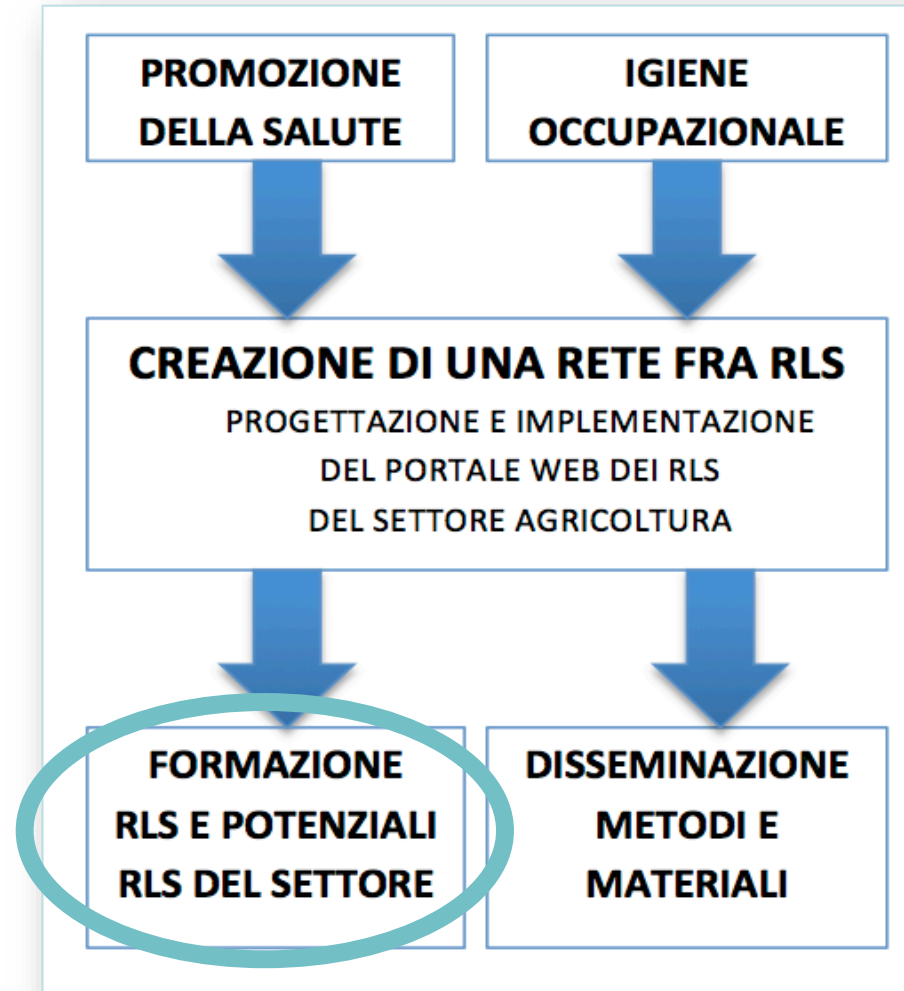 PROMOZIONE
DELLA SALUTE
IGIENE
OCCUPAZIONALE
CREAZIONE DI UNA RETE FRA RLS
PROGETTAZIONE E IMPLEMENTAZIONE
DEL PORTALE WEB DEI RLS
DEL SETTORE AGRICOLTURA
FORMAZIONE
RLS E POTENZIALI
RLS DEL SETTORE
DISSEMINAZIONE
METODI E
MATERIALI